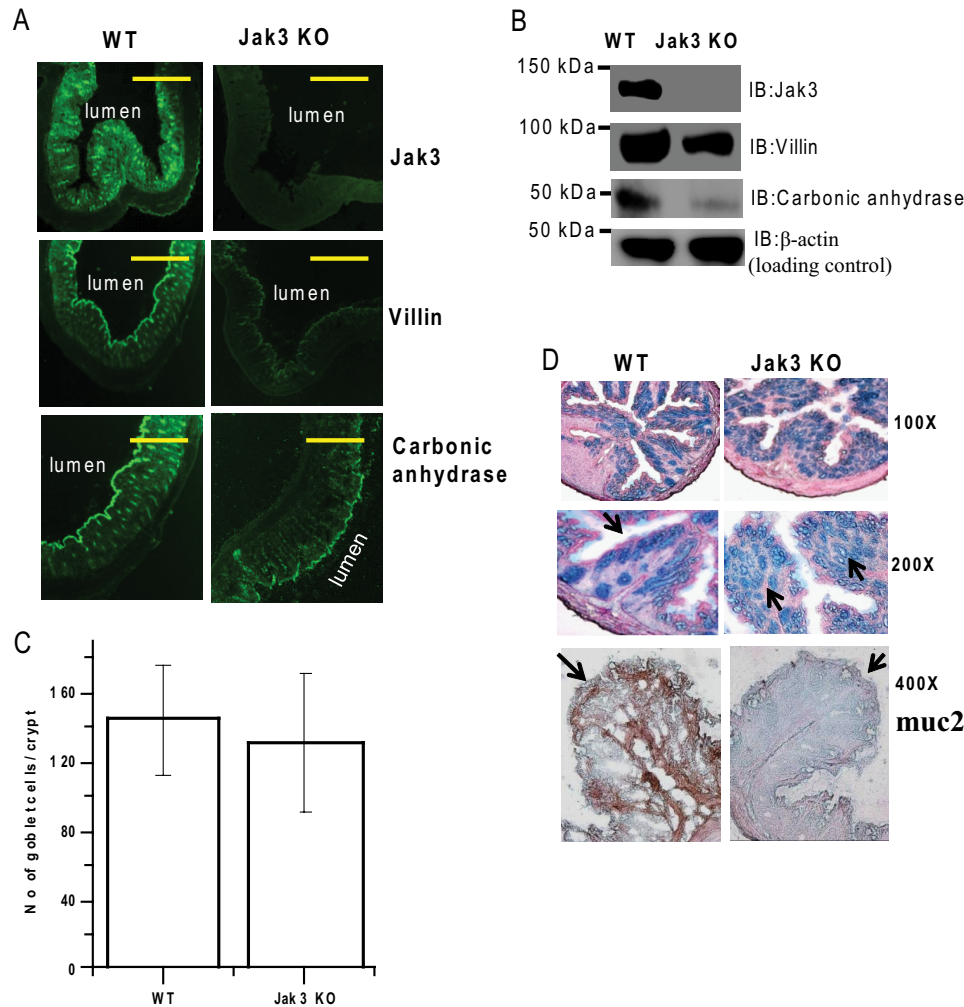 A
WT
Jak3 KO
lumen
lumen
Jak3
lumen
lumen
Villin
lumen
lumen
Carbonic
anhydrase
B
WT Jak3 KO
150 kDa
IB:Jak3
100 kDa
IB:Villin
50 kDa
IB:Carbonic anhydrase
50 kDa
IB:β-actin
(loading control)
C
No of goblet cells/crypt
160
120
80
40
0
WT
Jak3 KO
D
WT
Jak3 KO
100X
200X
400X
muc2